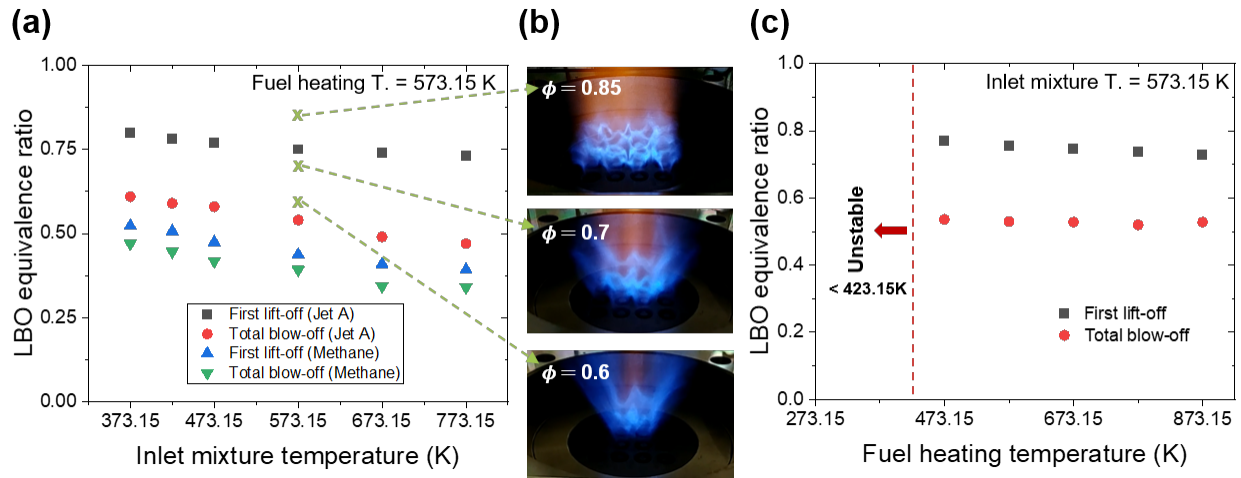 (a)
LBO equivalence ratio
1.00
0.75
0.50
0.25
0.00
Fuel heating T. = 573.15 K
X
X
X
First lift-off (Jet A)
Total blow-off (Jet A)
First lift-off (Methane)
Total blow-off (Methane)
373.15 473.15 573.15 673.15 773.15
Inlet mixture temperature (K)
(b)
ϕ = 0.85
ϕ = 0.7
ϕ = 0.6
(c)
LBO equivalence ratio
1.0
0.8
0.6
0.4
0.2
0.0
Inlet mixture T. = 573.15 K
Unstable
< 423.15K
First lift-off
Total blow-off
273.15 473.15 673.15 873.15
Fuel heating temperature (K)